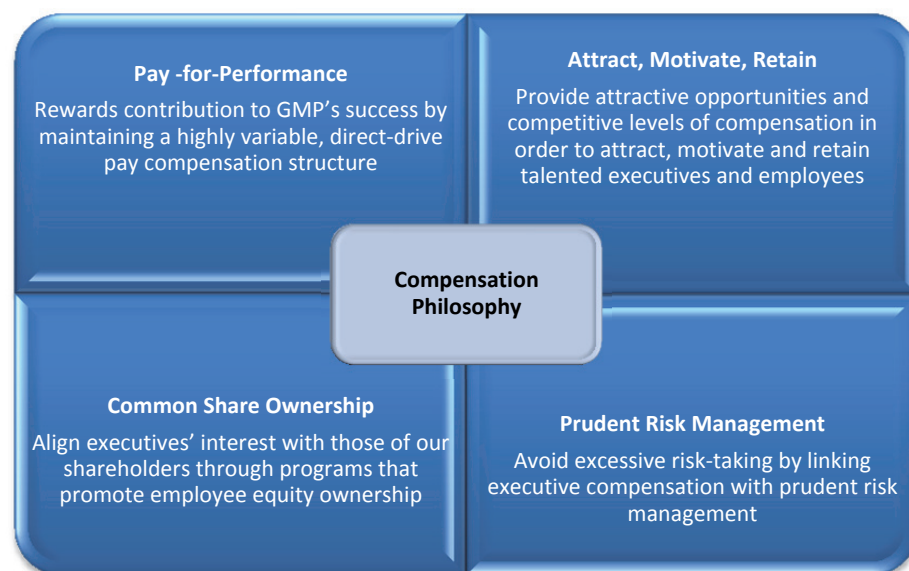 Pay -for-Performance
Rewards contribution to GMP's success by
maintaining a highly variable, direct-drive
pay compensation structure
Attract, Motivate, Retain
Provide attractive opportunities and
competitive levels of compensation in
order to attract, motivate and retain
talented executives and employees
Compensation
Philosophy
Common Share Ownership
Align executives' interest with those of our
shareholders through programs that
promote employee equity ownership
Prudent Risk Management
Avoid excessive risk-taking by linking
executive compensation with prudent risk
management